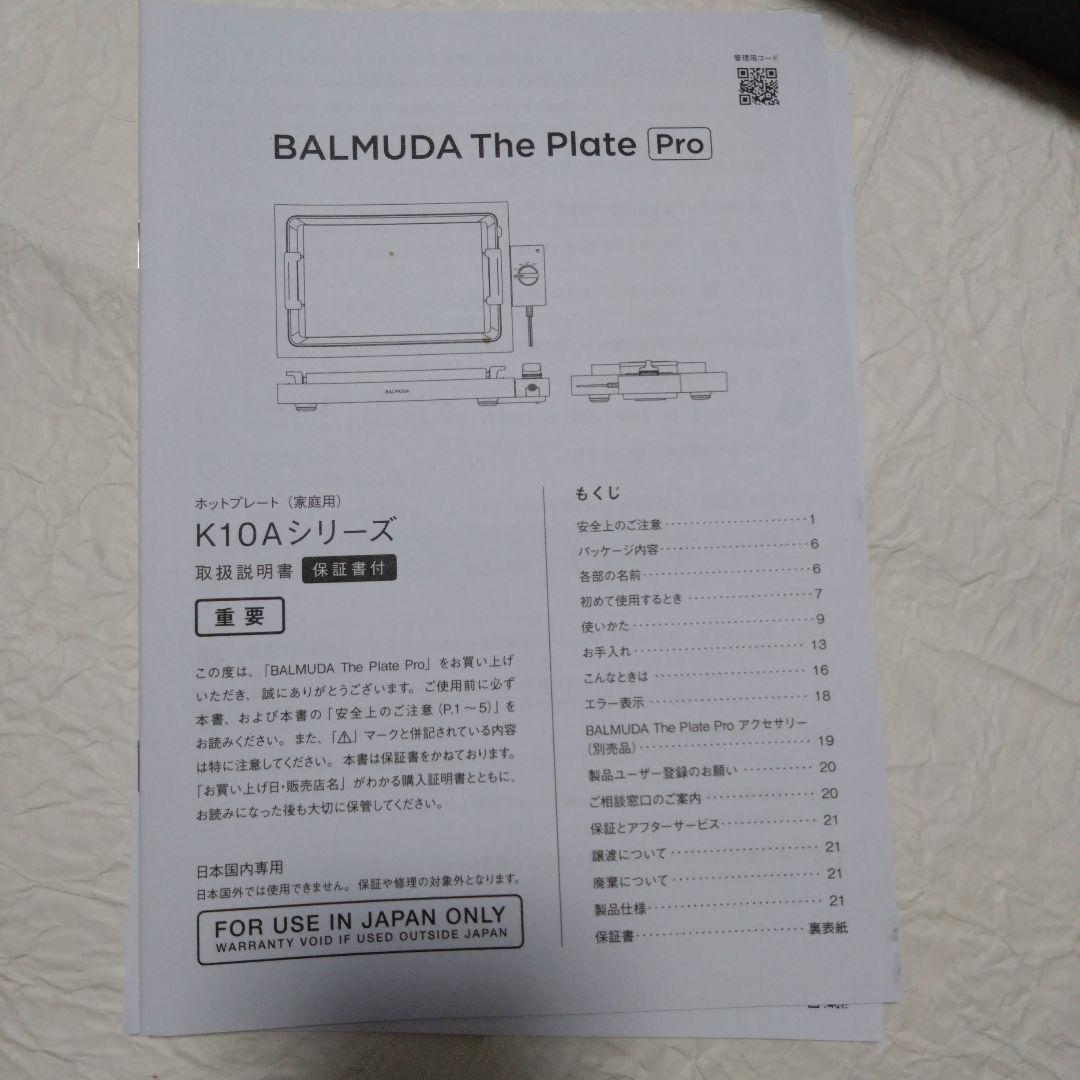 管理用コード
BALMUDA The Plate Pro
BALMUDA
ホットプレート（家庭用）
K10Aシリーズ
取扱説明書 保証書付
重要
この度は、「BALMUDA The Plate Pro」をお買い上げ
いただき、誠にありがとうございます。ご使用前に必ず
本書、および本書の「安全上のご注意（P.1〜5）」を
お読みください。また、「⚠」マークと併記されている内容
は特に注意してください。本書は保証書をかねております。
「お買い上げ日・販売店名」がわかる購入証明書とともに、
お読みになった後も大切に保管してください。
日本国内専用
日本国外では使用できません。保証や修理の対象外となります。
FOR USE IN JAPAN ONLY
WARRANTY VOID IF USED OUTSIDE JAPAN
もくじ
安全上のご注意 1
パッケージ内容 6
各部の名前 6
初めて使用するとき 7
使いかた 9
お手入れ 13
こんなときは 16
エラー表示 18
BALMUDA The Plate Pro アクセサリー
（別売品） 19
製品ユーザー登録のお願い 20
ご相談窓口のご案内 20
保証とアフターサービス 21
譲渡について 21
廃棄について 21
製品仕様 21
保証書 裏表紙